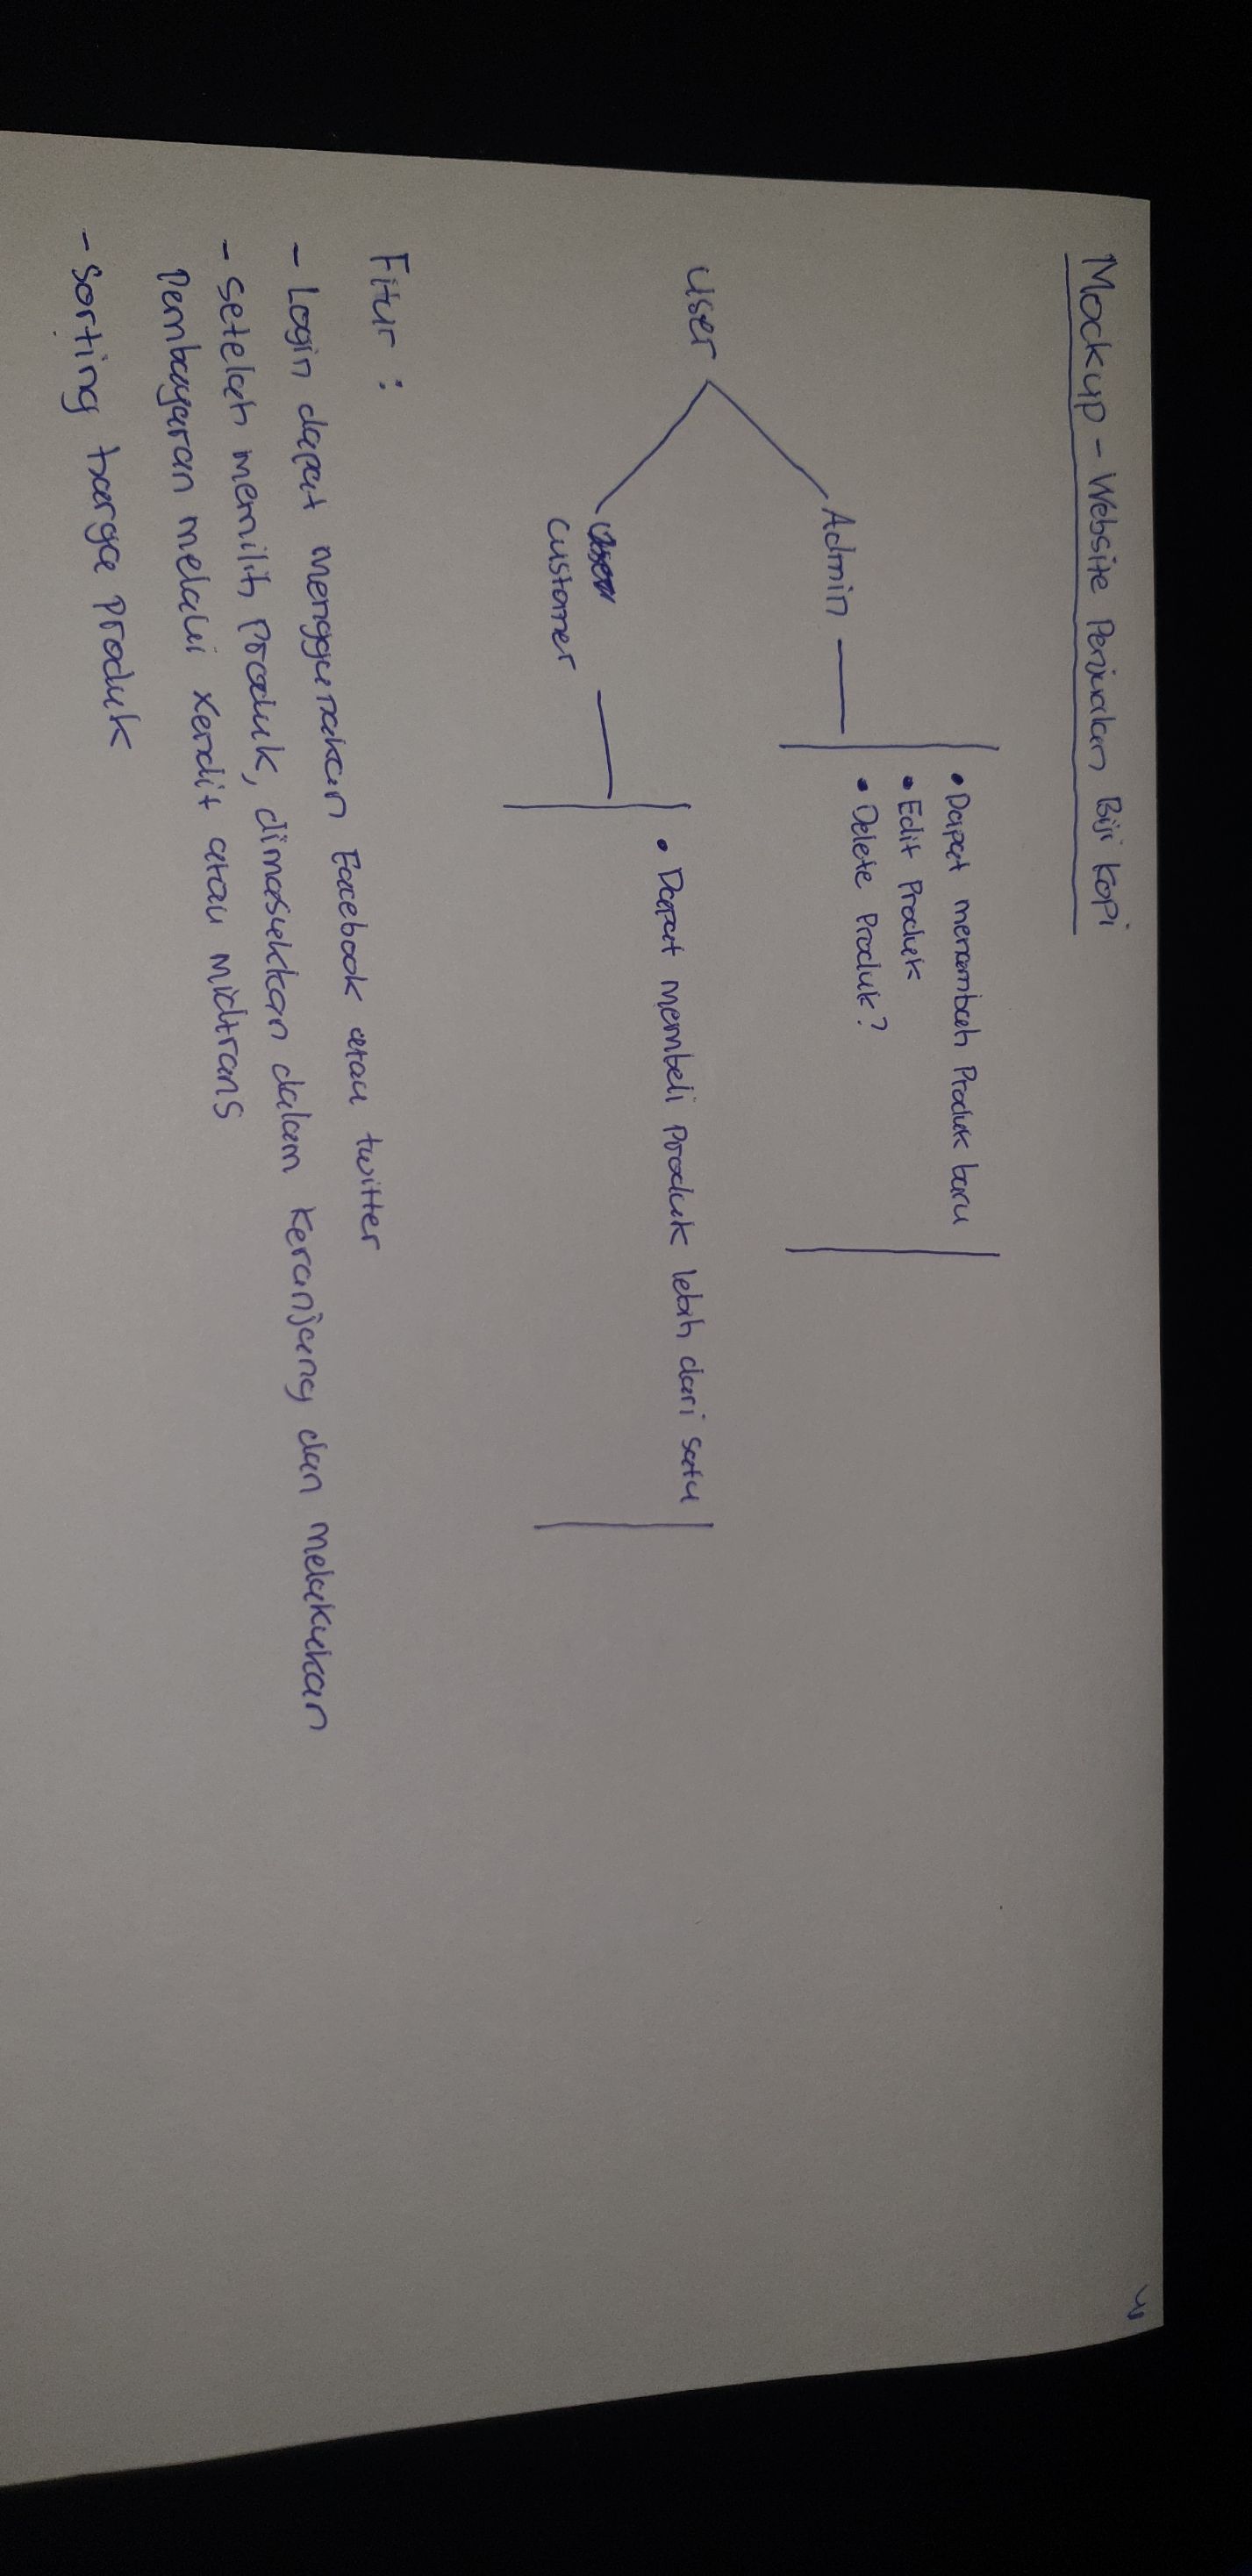 Mockup - Website Penjualan Biji Kopi
User
Admin
• Dapat menambah Produk baru
• Edit Produk
• Delete Produk?
Customer
• Dapat membeli Produk lebih dari satu
Fitur :
- Login dapat menggunakan Facebook atau twitter
- Setelah memilih Produk, dimasukkan dalam Keranjang dan melakukan
Pembayaran melalui Xendit atau midtrans
- Sorting harga Produk